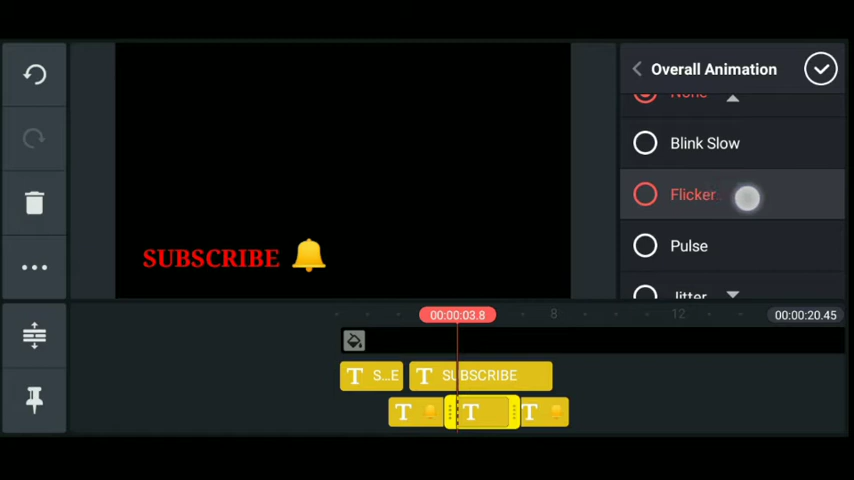 Overall Animation
None
Blink Slow
Flicker..
Pulse
Jitter
SUBSCRIBE
00:00:03.8
8
12
00:00:20.45
T S...E
T SUBSCRIBE
T
T
T